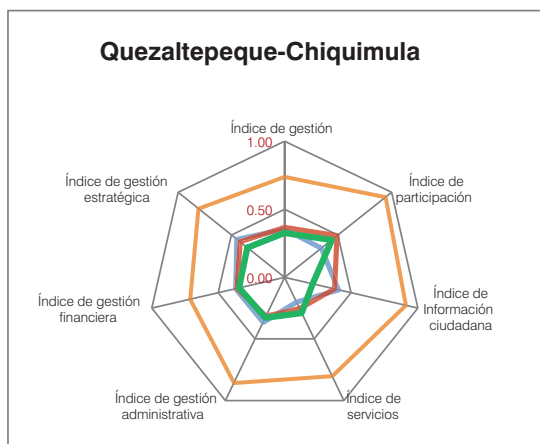 Quezaltepeque-Chiquimula
Índice de gestión
1.00
Índice de gestión
estratégica
Índice de
participación
0.50
0.00
Índice de gestión
financiera
Índice de
Información
ciudadana
Índice de gestión
administrativa
Índice de
servicios